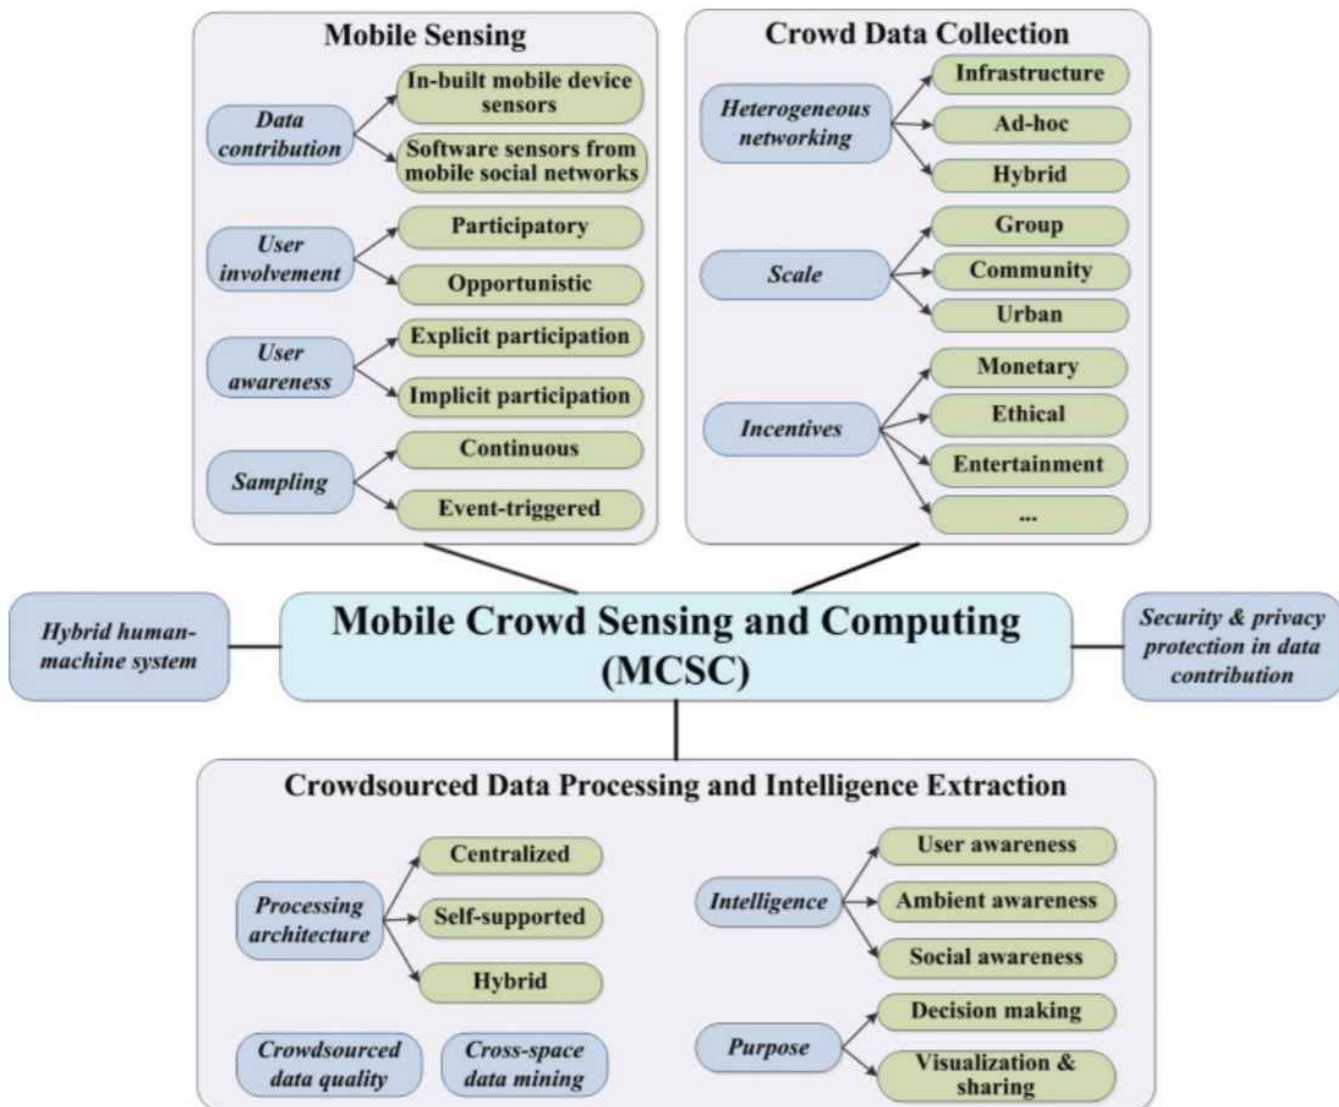 Mobile Sensing
Data
contribution
In-built mobile device
sensors
Software sensors from
mobile social networks
User
involvement
Participatory
Opportunistic
User
awareness
Explicit participation
Implicit participation
Sampling
Continuous
Event-triggered
Crowd Data Collection
Heterogeneous
networking
Infrastructure
Ad-hoc
Hybrid
Scale
Group
Community
Urban
Incentives
Monetary
Ethical
Entertainment
...
Hybrid human-
machine system
Mobile Crowd Sensing and Computing
(MCSC)
Security & privacy
protection in data
contribution
Crowdsourced Data Processing and Intelligence Extraction
Processing
architecture
Centralized
Self-supported
Hybrid
Crowdsourced
data quality
Cross-space
data mining
Intelligence
User awareness
Ambient awareness
Social awareness
Purpose
Decision making
Visualization &
sharing